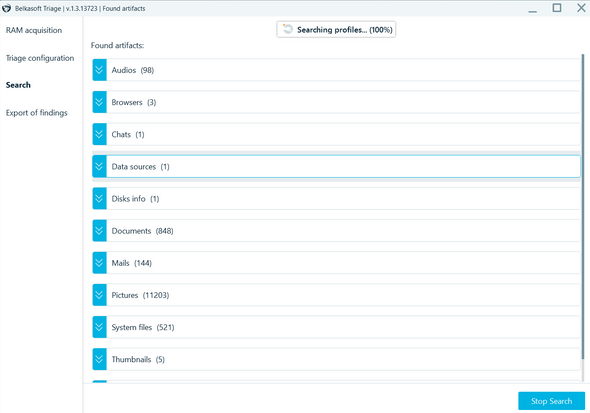 Belkasoft Triage | v.1.3.13723 | Found artifacts
RAM acquisition
Triage configuration
Search
Export of findings
Searching profiles... (100%)
Found artifacts:
Audios (98)
Browsers (3)
Chats (1)
Data sources (1)
Disks info (1)
Documents (848)
Mails (144)
Pictures (11203)
System files (521)
Thumbnails (5)
Stop Search